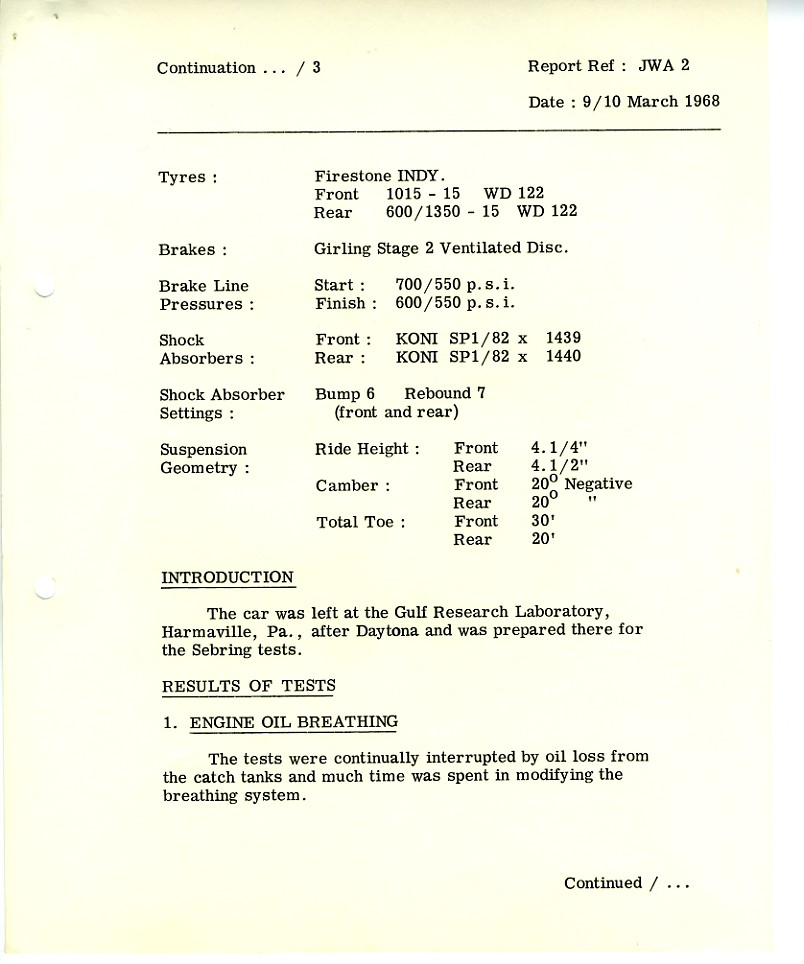 Continuation ... / 3 Report Ref : JWA 2
Date : 9/10 March 1968
Tyres : Firestone INDY.
Front 1015 - 15 WD 122
Rear 600/1350 - 15 WD 122
Brakes : Girling Stage 2 Ventilated Disc.
Brake Line Start : 700/550 p.s.i.
Pressures : Finish : 600/550 p.s.i.
Shock Front : KONI SP1/82 x 1439
Absorbers : Rear : KONI SP1/82 x 1440
Shock Absorber Bump 6 Rebound 7
Settings : (front and rear)
Suspension Ride Height : Front 4.1/4"
Geometry : Rear 4.1/2"
Camber : Front 20° Negative
Rear 20° "
Total Toe : Front 30'
Rear 20'
INTRODUCTION
The car was left at the Gulf Research Laboratory,
Harmaville, Pa., after Daytona and was prepared there for
the Sebring tests.
RESULTS OF TESTS
1. ENGINE OIL BREATHING
The tests were continually interrupted by oil loss from
the catch tanks and much time was spent in modifying the
breathing system.
Continued / ...